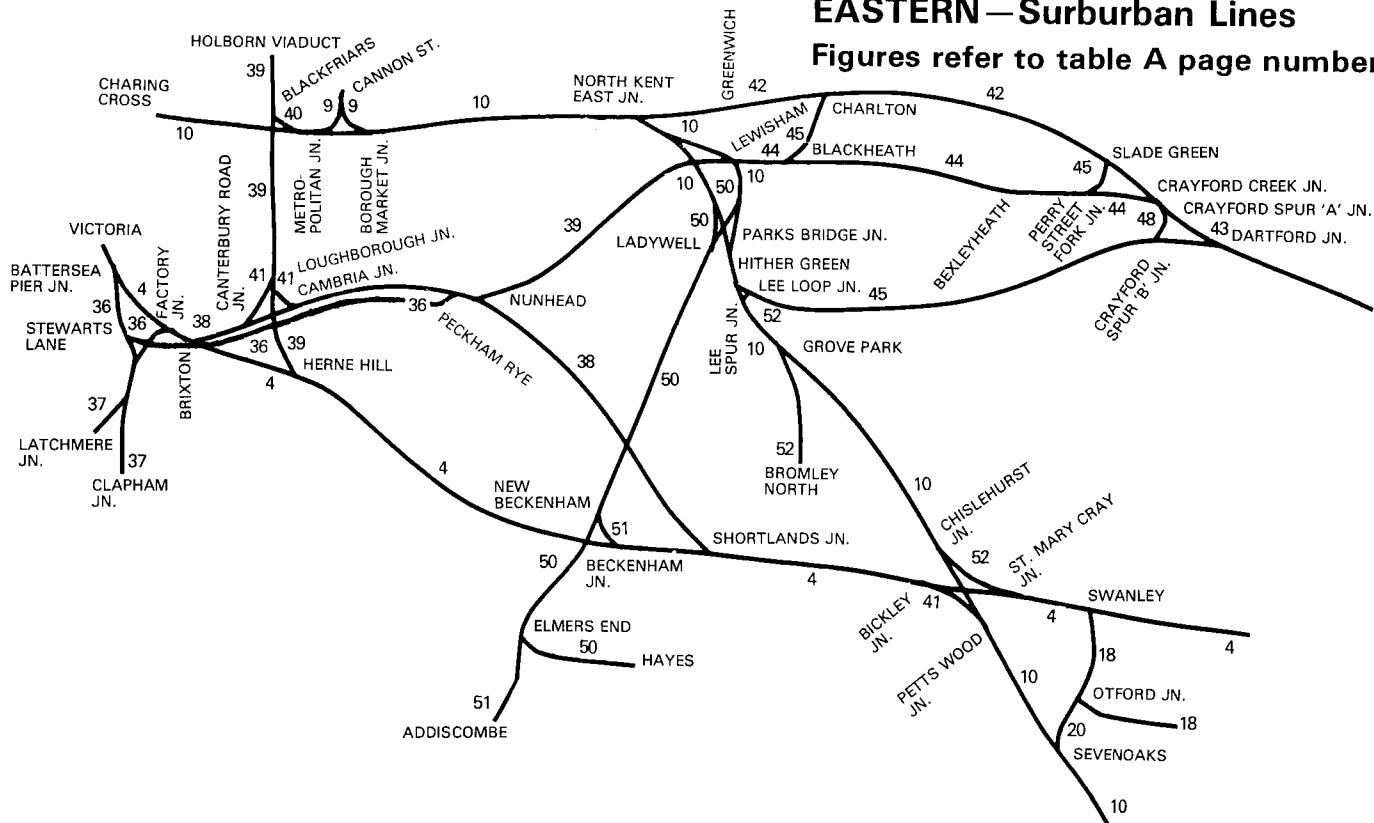 EASTERN—Surburban Lines
Figures refer to table A page number
HOLBORN VIADUCT
39
BLACKFRIARS
CANNON ST.
40
9
9
CHARING
CROSS
10
10
METRO-
POLITAN JN.
BOROUGH
MARKET JN.
NORTH KENT
EAST JN.
GREENWICH
42
42
10
LEWISHAM
45
CHARLTON
44
BLACKHEATH
44
10
10
50
50
SLADE GREEN
45
CRAYFORD CREEK JN.
CRAYFORD SPUR 'A' JN.
44
48
43
DARTFORD JN.
PERRY
STREET
FORK JN.
BEXLEYHEATH
CRAYFORD
SPUR 'B' JN.
39
CANTERBURY ROAD
JN.
VICTORIA
BATTERSEA
PIER JN.
4
FACTORY
JN.
41
41
LOUGHBOROUGH JN.
CAMBRIA JN.
39
LADYWELL
PARKS BRIDGE JN.
HITHER GREEN
LEE LOOP JN.
45
36
36
38
36
STEWARTS
LANE
NUNHEAD
PECKHAM RYE
BRIXTON
36
39
HERNE HILL
4
38
50
LEE
SPUR JN.
52
10
GROVE PARK
37
LATCHMERE
JN.
37
CLAPHAM
JN.
52
BROMLEY
NORTH
4
NEW
BECKENHAM
51
10
CHISLEHURST
JN.
52
ST. MARY CRAY
JN.
SHORTLANDS JN.
50
BECKENHAM
JN.
4
BICKLEY
JN.
41
4
SWANLEY
4
ELMERS END
50
HAYES
PETTS WOOD
JN.
10
18
OTFORD JN.
18
51
ADDISCOMBE
20
SEVENOAKS
10